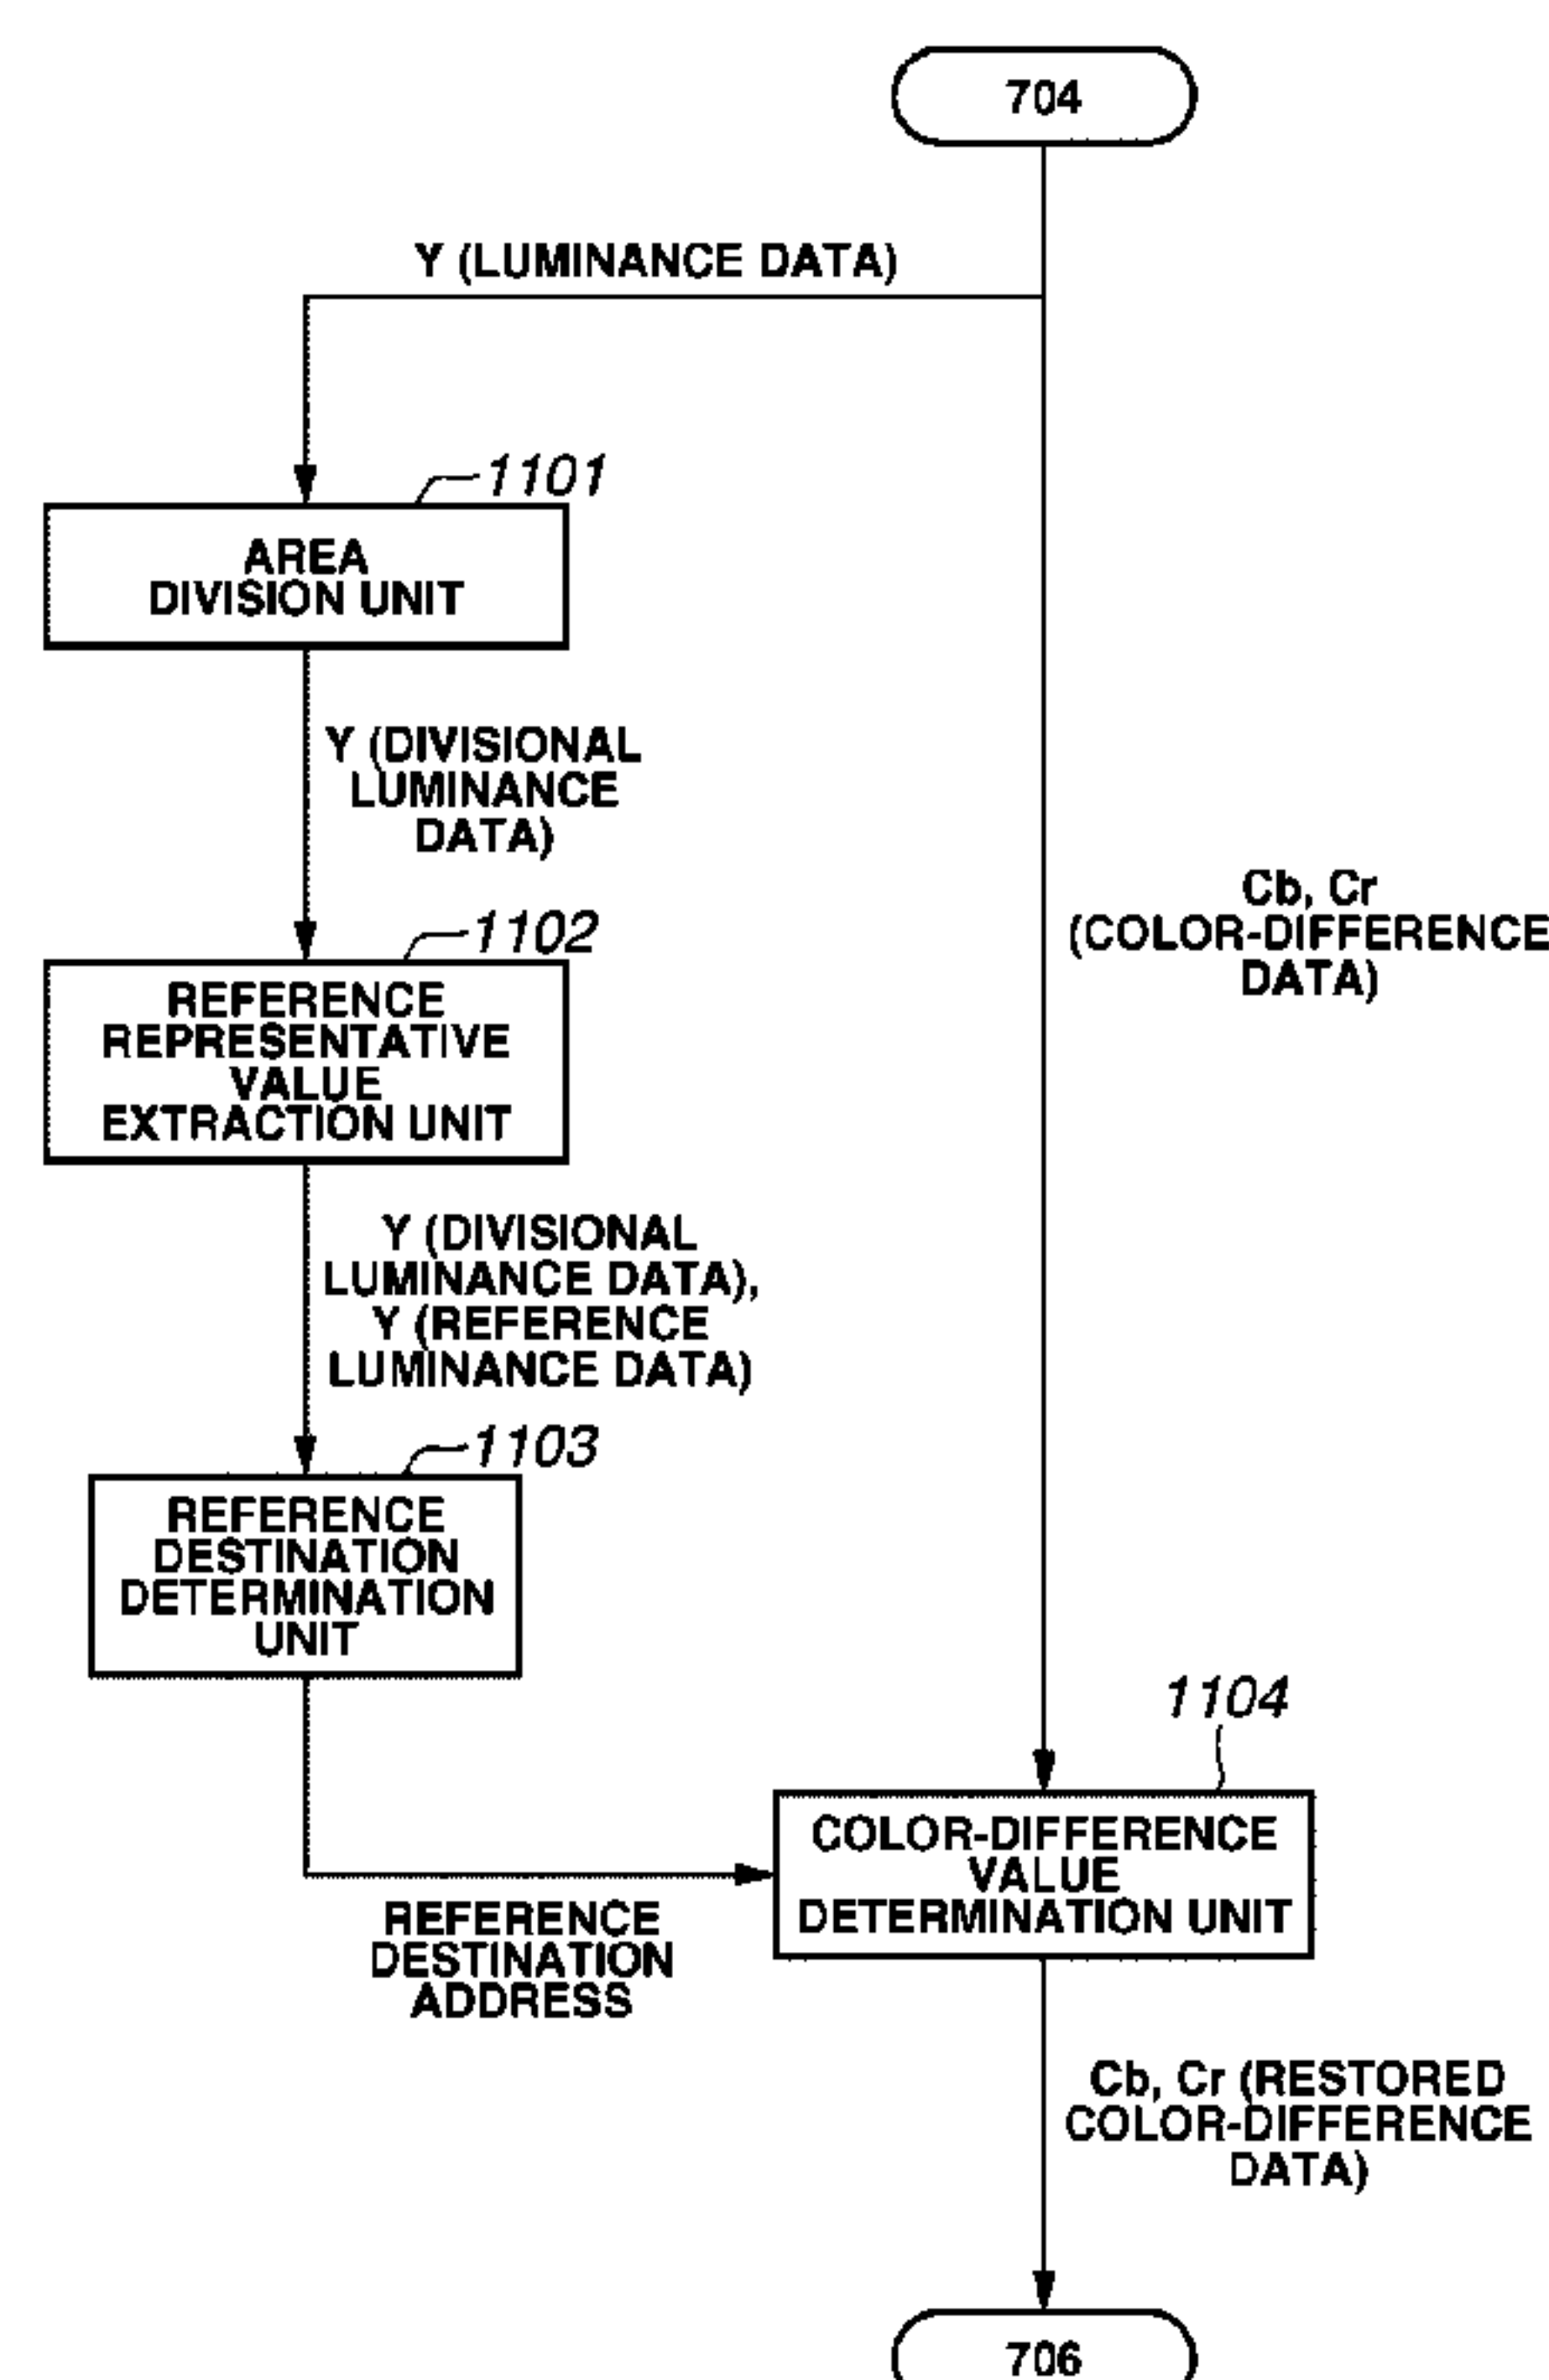 704
Y (LUMINANCE DATA)
1101
AREA
DIVISION UNIT
Y (DIVISIONAL
LUMINANCE
DATA)
Cb, Cr
(COLOR-DIFFERENCE
DATA)
1102
REFERENCE
REPRESENTATIVE
VALUE
EXTRACTION UNIT
Y (DIVISIONAL
LUMINANCE DATA),
Y (REFERENCE
LUMINANCE DATA)
1103
REFERENCE
DESTINATION
DETERMINATION
UNIT
1104
COLOR-DIFFERENCE
VALUE
DETERMINATION UNIT
REFERENCE
DESTINATION
ADDRESS
Cb, Cr (RESTORED
COLOR-DIFFERENCE
DATA)
706